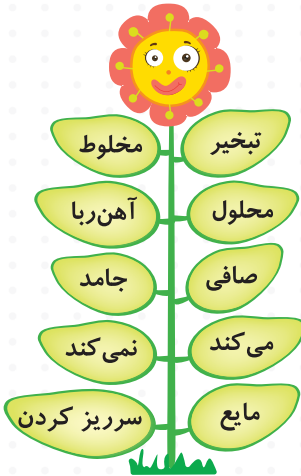 تبخیر
مخلوط
محلول
آهن‌ربا
صافی
جامد
می‌کند
نمی‌کند
مایع
سرریز کردن